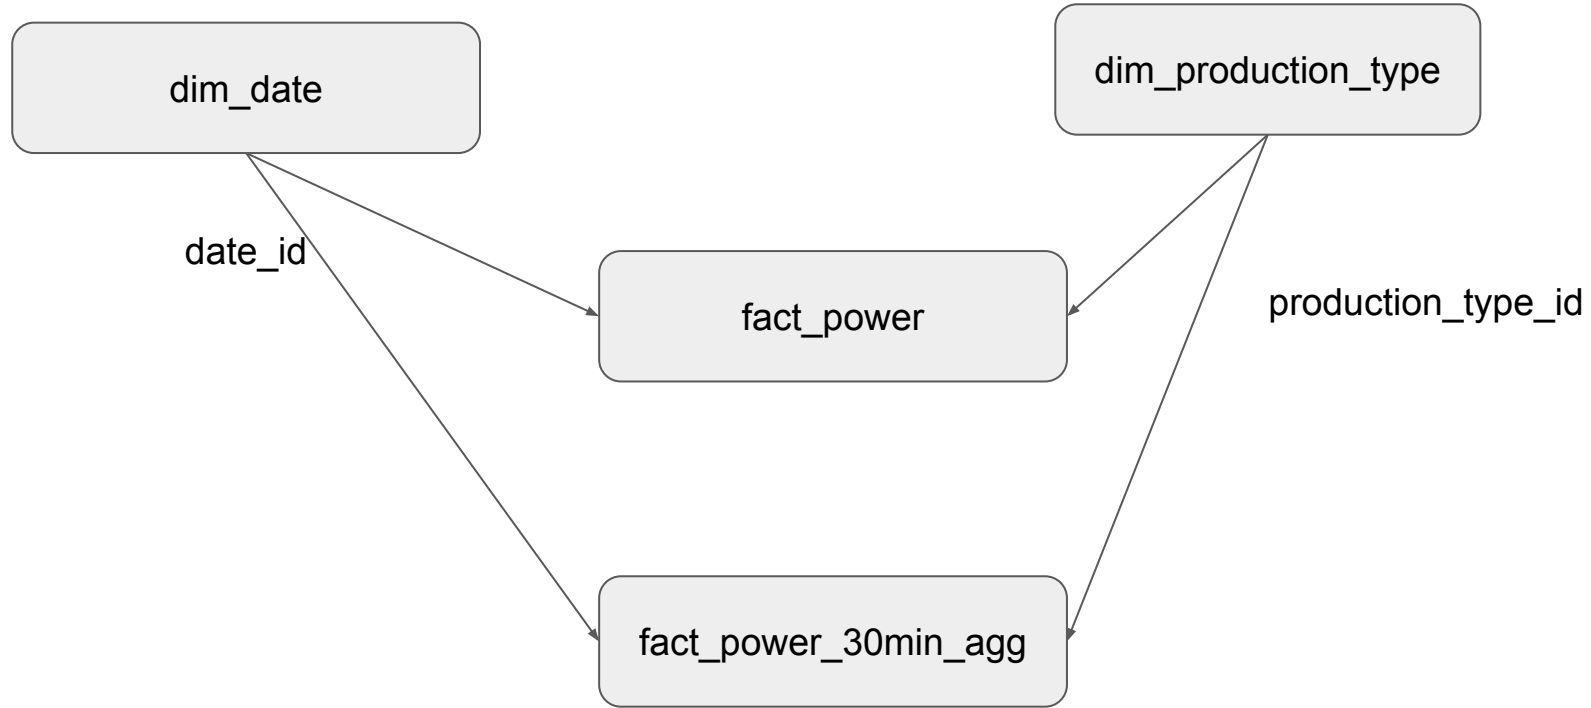 dim_date
dim_production_type
date_id
fact_power
production_type_id
fact_power_30min_agg